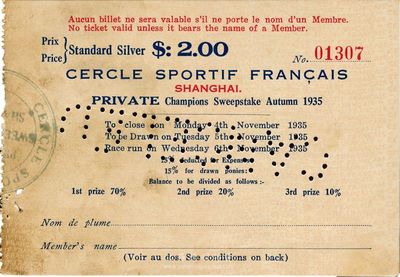 Aucun billet ne sera valable s'il ne porte le nom d'un Membre.
No ticket valid unless it bears the name of a Member.
Prix
Price } Standard Silver $: 2.00
No. 01307
CERCLE SPORTIF FRANÇAIS
SHANGHAI.
PRIVATE Champions Sweepstake Autumn 1935
To close on Monday 4th November 1935
To be Drawn on Tuesday 5th November 1935
Race run on Wednesday 6th November 1935
15% deducted for Expenses
15% for drawn ponies:
Balance to be divided as follows :-
1st prize 70% 2nd prize 20% 3rd prize 10%
Nom de plume
Member's name
(Voir au dos. See conditions on back)
CERCLE SP